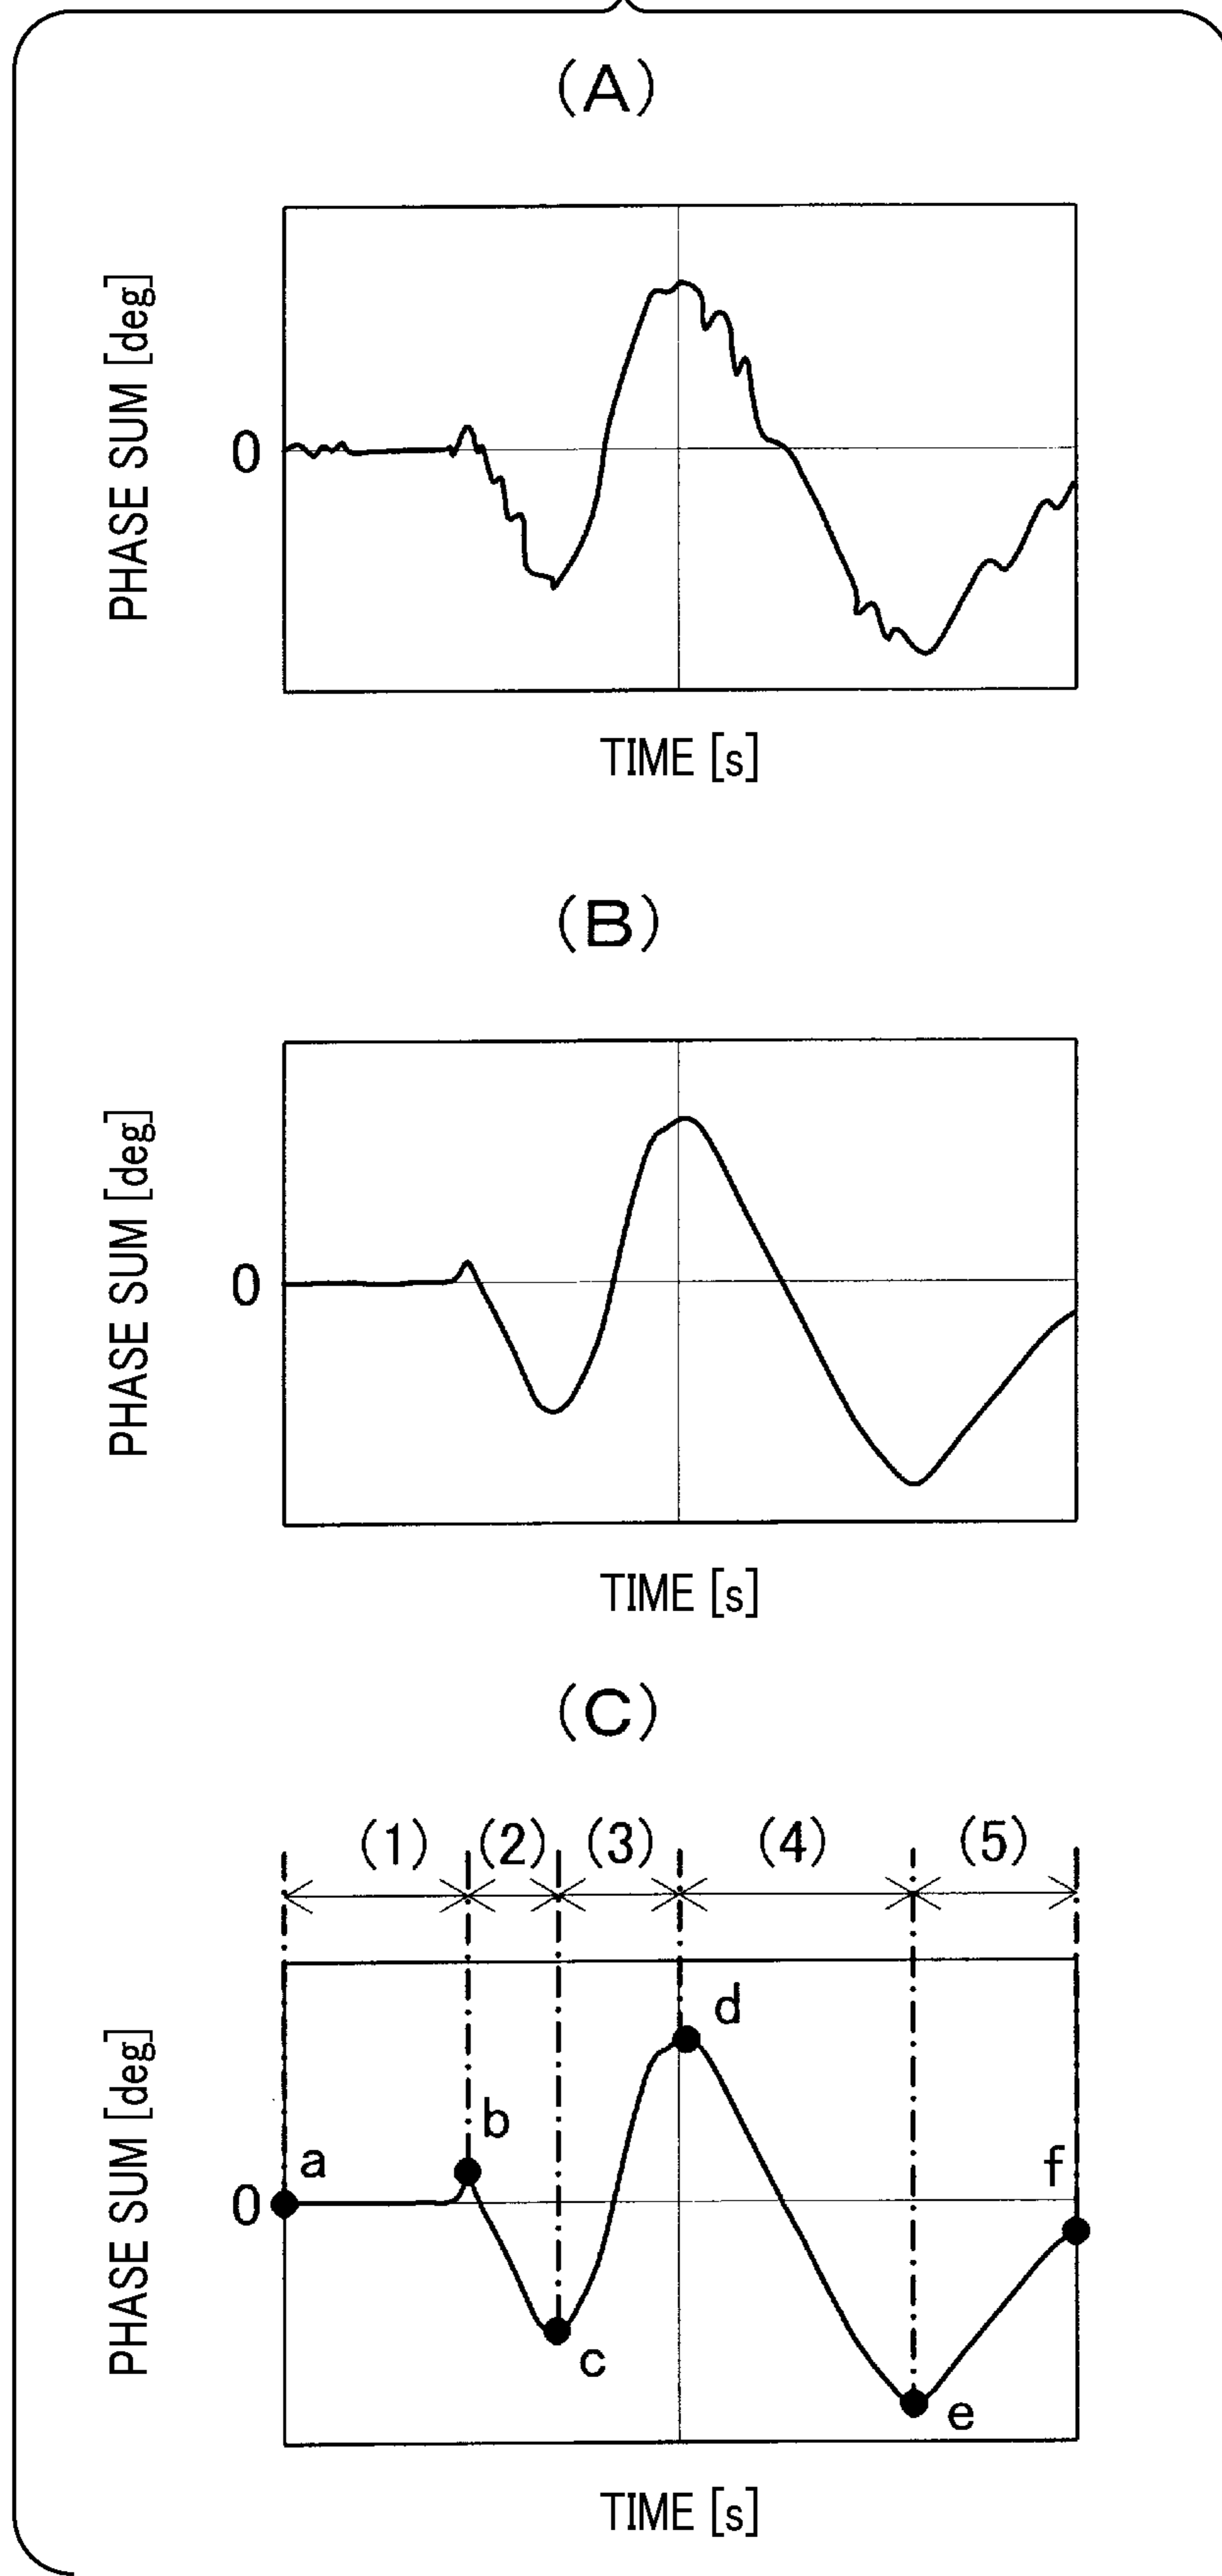 (A)
PHASE SUM [deg]
0
TIME [s]
(B)
PHASE SUM [deg]
0
TIME [s]
(C)
(1) (2) (3) (4) (5)
PHASE SUM [deg]
d
b
a
f
0
c
e
TIME [s]